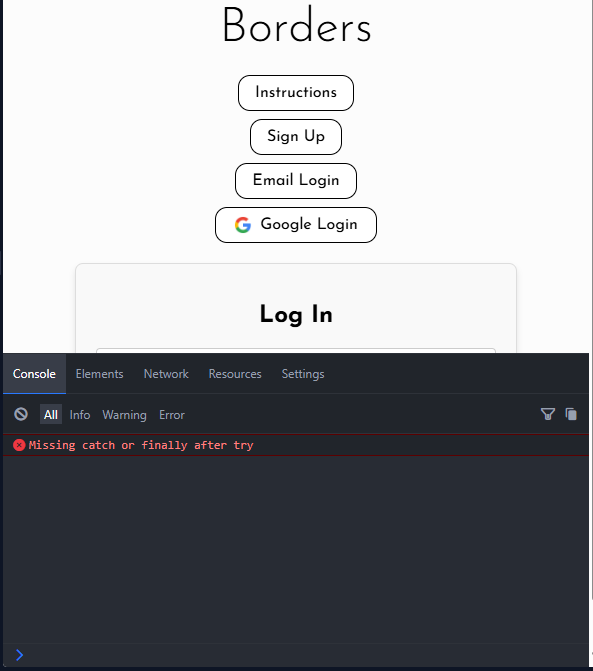 Borders
Instructions
Sign Up
Email Login
Google Login
Log In
Console Elements Network Resources Settings
All Info Warning Error
Missing catch or finally after try